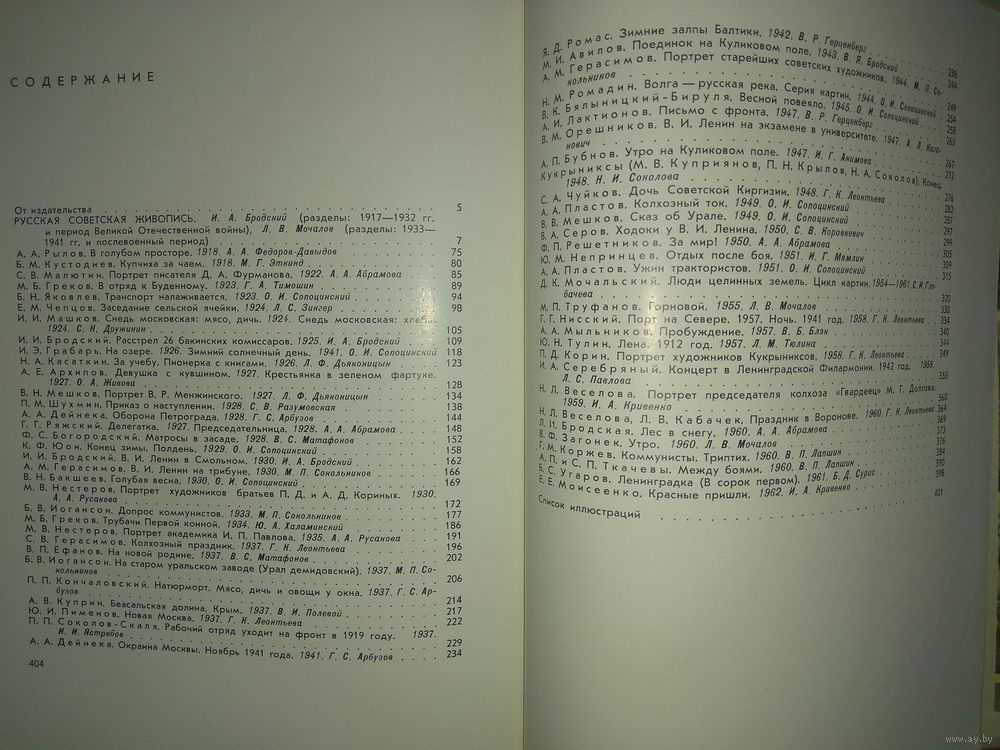 СОДЕРЖАНИЕ
От издательства 5
РУССКАЯ СОВЕТСКАЯ ЖИВОПИСЬ. И. А. Бродский (разделы: 1917—1932 гг.
и период Великой Отечественной войны), Л. В. Мочалов (разделы: 1933—
1941 гг. и послевоенный период) 7
А. А. Рылов. В голубом просторе. 1918. А. А. Федоров-Давыдов 75
Б. М. Кустодиев. Купчиха за чаем. 1918. М. Г. Эткинд 80
С. В. Малютин. Портрет писателя Д. А. Фурманова. 1922. А. А. Абрамова 85
М. Б. Греков. В отряд к Буденному. 1923. Г. А. Тимошин 89
Б. Н. Яковлев. Транспорт налаживается. 1923. О. И. Сопоцинский 94
Е. М. Чепцов. Заседание сельской ячейки. 1924. Л. С. Зингер 98
И. И. Машков. Снедь московская: мясо, дичь. 1924. Снедь московская: хлебы.
1924. С. Н. Дружинин 105
И. И. Бродский. Расстрел 26 бакинских комиссаров. 1925. И. А. Бродский 109
И. Э. Грабарь. На озере. 1926. Зимний солнечный день. 1941. О. И. Сопоцинский 118
Н. А. Касаткин. За учебу. Пионерка с книгами. 1926. Л. Ф. Дьяконицын 123
А. Е. Архипов. Девушка с кувшином. 1927. Крестьянка в зеленом фартуке.
1927. О. А. Живова 128
В. Н. Мешков. Портрет В. Р. Менжинского. 1927. Л. Ф. Дьяконицын 134
П. М. Шухмин. Приказ о наступлении. 1928. С. В. Разумовская 138
А. А. Дейнека. Оборона Петрограда. 1928. Г. С. Арбузов 144
Г. Г. Ряжский. Делегатка. 1927. Председательница. 1928. А. А. Абрамова 148
Ф. С. Богородский. Матросы в засаде. 1928. В. С. Матафонов 152
К. Ф. Юон. Конец зимы. Полдень. 1929. О. И. Сопоцинский 158
И. И. Бродский. В. И. Ленин в Смольном. 1930. И. А. Бродский 162
А. М. Герасимов. В. И. Ленин на трибуне. 1930. М. П. Сокольников 166
В. Н. Бакшеев. Голубая весна. 1930. О. И. Сопоцинский 169
М. В. Нестеров. Портрет художников братьев П. Д. и А. Д. Кориных. 1930.
А. А. Русакова 172
Б. В. Иогансон. Допрос коммунистов. 1933. М. П. Сокольников 177
М. Б. Греков. Трубачи Первой конной. 1934. Ю. А. Халаминский 186
М. В. Нестеров. Портрет академика И. П. Павлова. 1935. А. А. Русакова 191
С. В. Герасимов. Колхозный праздник. 1937. Г. К. Леонтьева 196
В. П. Ефанов. На новой родине. 1937. В. С. Матафонов 202
Б. В. Иогансон. На старом уральском заводе (Урал демидовский). 1937. М. П. Со-
кольников 206
П. П. Кончаловский. Натюрморт. Мясо, дичь и овощи у окна. 1937. Г. С. Ар-
бузов 214
А. В. Куприн. Беасальская долина. Крым. 1937. В. И. Полевой 217
Ю. И. Пименов. Новая Москва. 1937. Г. К. Леонтьева 222
П. П. Соколов-Скаля. Рабочий отряд уходит на фронт в 1919 году. 1937.
И. И. Ястребов 229
А. А. Дейнека. Окраина Москвы. Ноябрь 1941 года. 1941. Г. С. Арбузов 234
404
Я. Д. Ромас. Зимние залпы Балтики. 1942. В. Р. Герценберг 238
М. И. Авилов. Поединок на Куликовом поле. 1943. В. Я. Бродский 244
А. М. Герасимов. Портрет старейших советских художников. 1944. М. П. Со-
кольников 249
Н. М. Ромадин. Волга — русская река. Серия картин. 1944. О. И. Сопоцинский 254
В. К. Бялыницкий-Бируля. Весной повеяло. 1945. О. И. Сопоцинский 258
А. И. Лактионов. Письмо с фронта. 1947. В. Р. Герценберг 263
В. М. Орешников. В. И. Ленин на экзамене в университете. 1947. А. Л. Кага-
нович 267
А. П. Бубнов. Утро на Куликовом поле. 1947. И. Г. Анимова 272
Кукрыниксы (М. В. Куприянов, П. Н. Крылов, Н. А. Соколов). Конец.
1948. Н. И. Соколова 276
С. А. Чуйков. Дочь Советской Киргизии. 1948. Г. К. Леонтьева 282
А. А. Пластов. Колхозный ток. 1949. О. И. Сопоцинский 287
В. В. Мешков. Сказ об Урале. 1949. О. И. Сопоцинский 293
В. А. Серов. Ходоки у В. И. Ленина. 1950. С. В. Коровкевич 297
Ф. П. Решетников. За мир! 1950. А. А. Абрамова 299
Ю. М. Непринцев. Отдых после боя. 1951. И. Г. Мямлин 305
А. А. Пластов. Ужин трактористов. 1951. О. И. Сопоцинский 309
Д. К. Мочальский. Люди целинных земель. Цикл картин. 1954—1961. С. И. Гло-
бачева 320
М. П. Труфанов. Горновой. 1955. Л. В. Мочалов 330
Г. Г. Нисский. Порт на Севере. 1957. Ночь. 1941 год. 1958. Г. К. Леонтьева 334
А. А. Мыльников. Пробуждение. 1957. В. Б. Блэк 340
Ю. Н. Тулин. Лена. 1912 год. 1957. Л. М. Тюлина 344
П. Д. Корин. Портрет художников Кукрыниксов. 1958. Г. К. Леонтьева 349
И. А. Серебряный. Концерт в Ленинградской Филармонии. 1942 год. 1958.
Л. С. Павлова 355
Н. Л. Веселова. Портрет председателя колхоза «Гвардеец» М. Г. Долгова.
1959. И. А. Кривенко 360
Н. Л. Веселова, Л. В. Кабачек. Праздник в Воронове. 1960. Г. К. Леонтьева 364
Л. И. Бродская. Лес в снегу. 1960. А. А. Абрамова 369
В. Ф. Загонек. Утро. 1960. Л. В. Мочалов 373
Г. М. Коржев. Коммунисты. Триптих. 1960. В. П. Лапшин 376
А. П. и С. П. Ткачевы. Между боями. 1960. В. П. Лапшин 384
Б. С. Угаров. Ленинградка (В сорок первом). 1961. Б. Д. Сурис 390
Е. Е. Моисеенко. Красные пришли. 1962. И. А. Кривенко 398
Список иллюстраций 401
www.ay.by